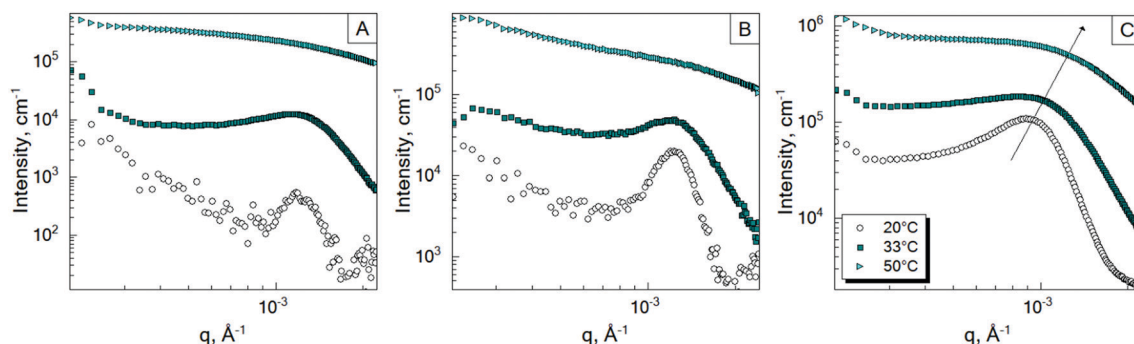 A
B
C
Intensity, cm⁻¹
10⁵
10⁴
10³
10²
10⁻³
q, Å⁻¹
Intensity, cm⁻¹
10⁵
10⁴
10³
10⁻³
q, Å⁻¹
Intensity, cm⁻¹
10⁶
10⁵
10⁴
20°C
33°C
50°C
10⁻³
q, Å⁻¹